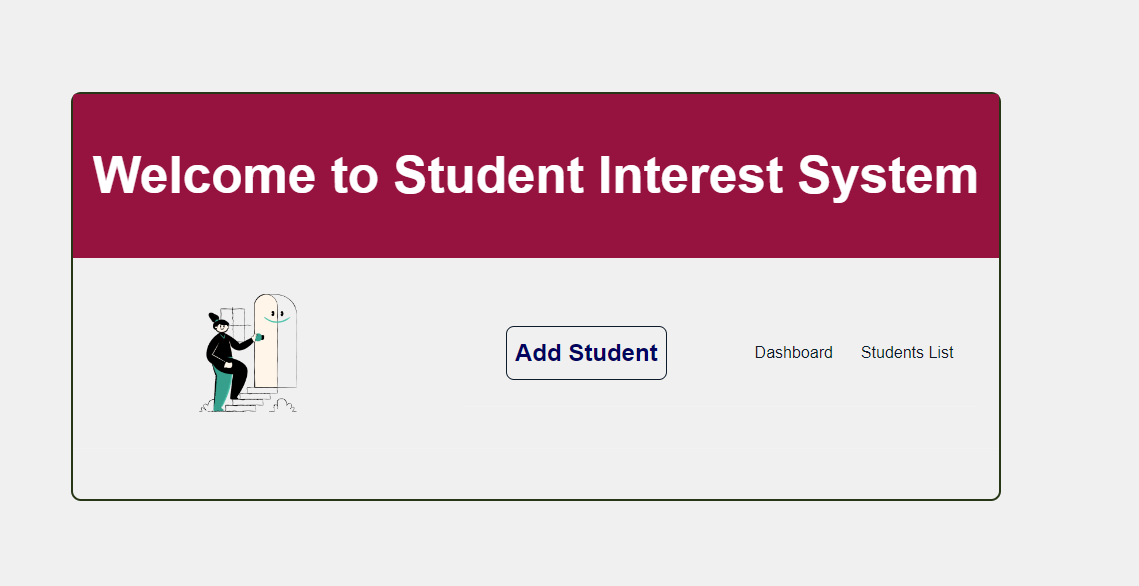 Welcome to Student Interest System
Add Student
Dashboard
Students List